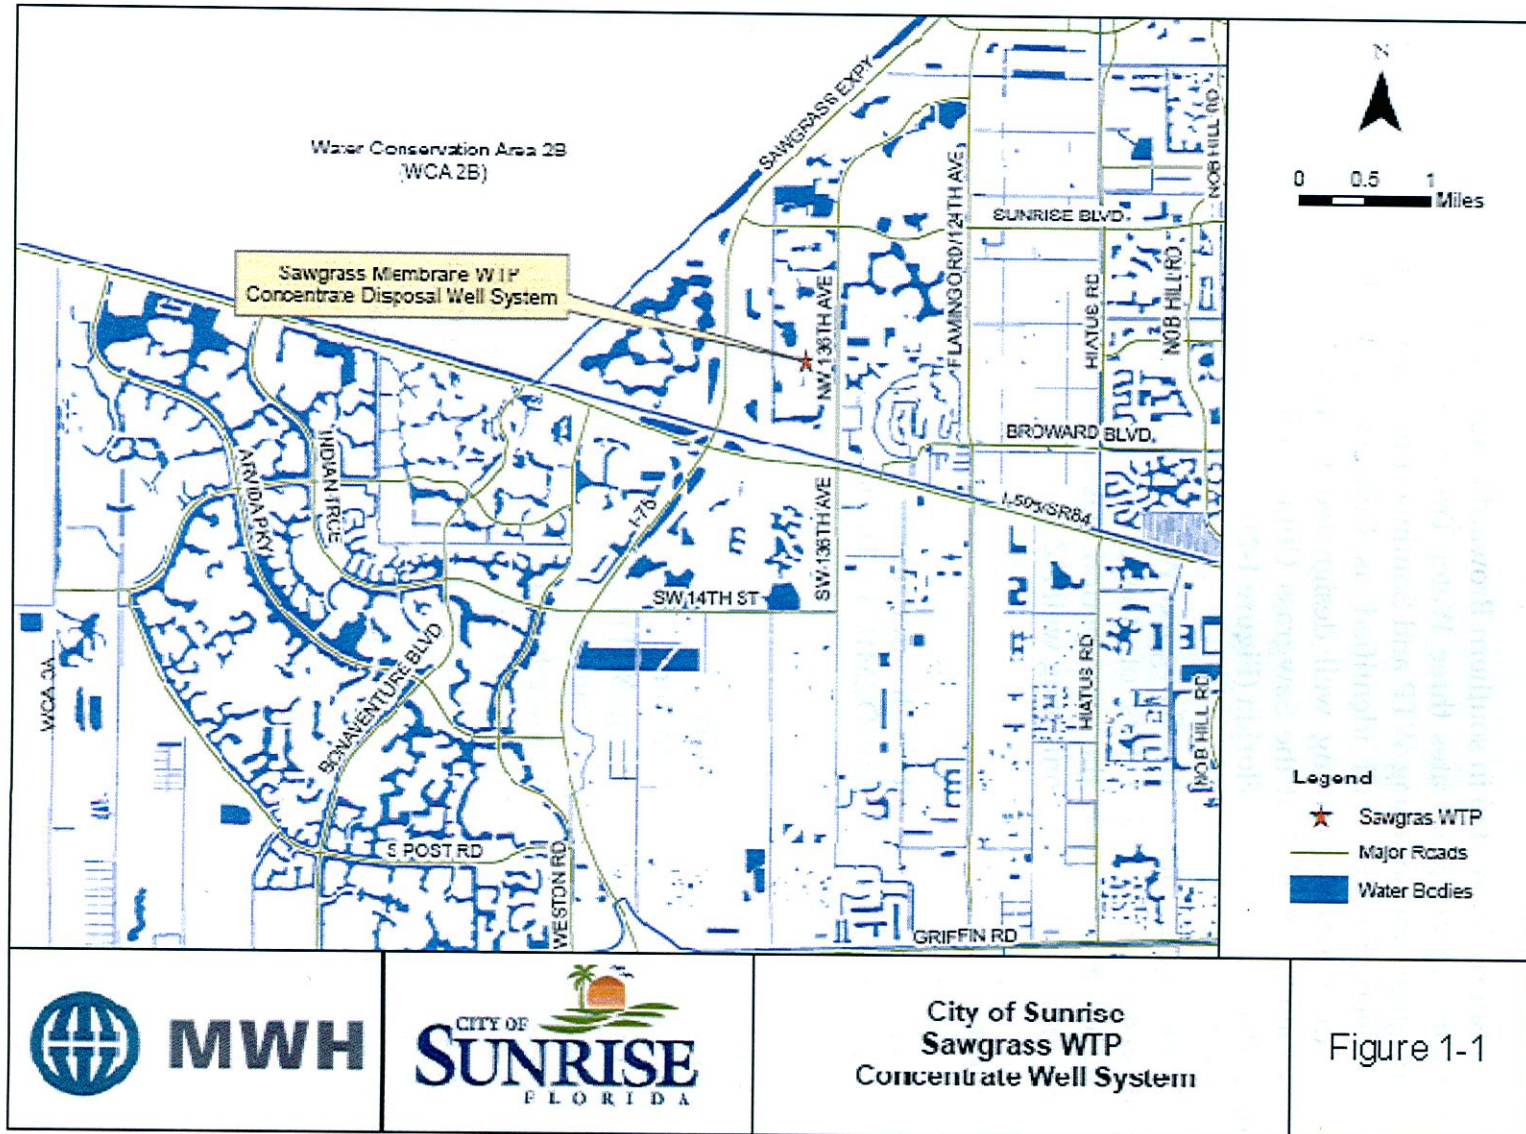 Water Conservation Area 2B
(WCA 2B)
Sawgrass Membrane WTP
Concentrate Disposal Well System
SAWGRASS EXPY
SUNRISE BLVD
FLAMINGO RD/124TH AVE
HIATUS RD
NOB HILL RD
NOB HILL RD
NW 136TH AVE
BROWARD BLVD
I-595/SR84
INDIAN TRCE
ARVIDA PKY
I-75
SW 136TH AVE
SW 14TH ST
BONAVENTURE BLVD
WCA 3A
HIATUS RD
NOB HILL RD
S POST RD
WESTON RD
GRIFFIN RD
N
0 0.5 1
Miles
Legend
Sawgras WTP
Major Roads
Water Bodies
MWH
CITY OF
SUNRISE
FLORIDA
City of Sunrise
Sawgrass WTP
Concentrate Well System
Figure 1-1